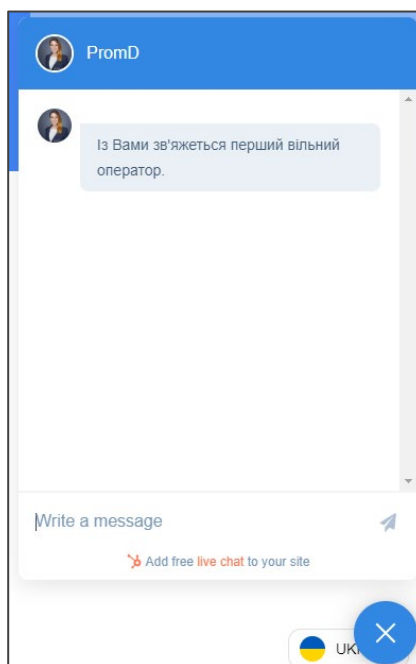 PromD
Із Вами зв'яжеться перший вільний
оператор.
Write a message
Add free live chat to your site